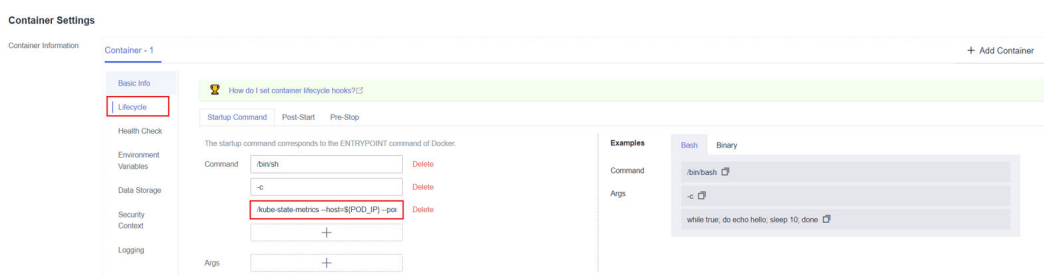 Container Settings
Container Information
Container - 1
+ Add Container
Basic Info
Lifecycle
Health Check
Environment
Variables
Data Storage
Security
Context
Logging
How do I set container lifecycle hooks?
Startup Command Post-Start Pre-Stop
The startup command corresponds to the ENTRYPOINT command of Docker.
Command /bin/sh Delete
-c Delete
/kube-state-metrics --host=${POD_IP} --por Delete
+
Args +
Examples Bash Binary
Command /bin/bash
Args -c
while true; do echo hello; sleep 10; done